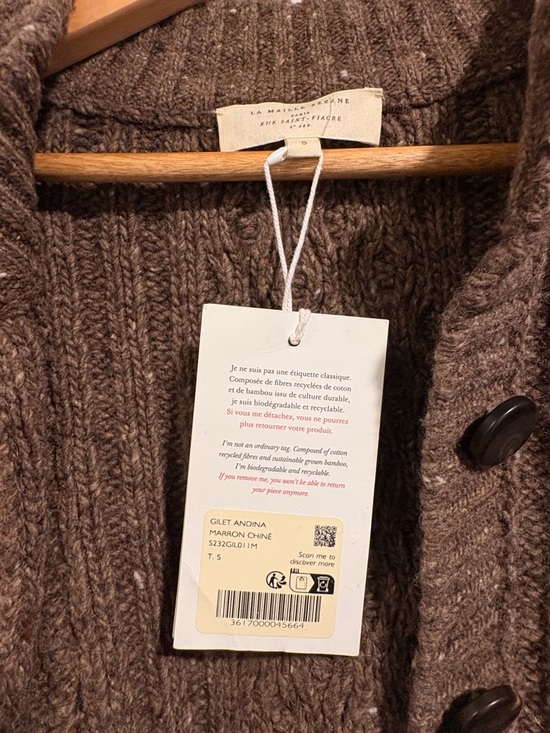 LA MAILLE SÉZANE
PARIS
RUE SAINT-FIACRE
S
Je ne suis pas une étiquette classique.
Composée de fibres recyclées de coton
et de bambou issu de culture durable,
je suis biodégradable et recyclable.
Si vous me détachez, vous ne pourrez
plus retourner votre produit.
I'm not an ordinary tag. Composed of cotton
recycled fibres and sustainable grown bamboo,
I'm biodegradable and recyclable.
If you remove me, you won't be able to return
your piece anymore.
GILET ANDINA
MARRON CHINÉ
S232GIL011M
T. S
Scan me to
discover more
FR
3617000045664